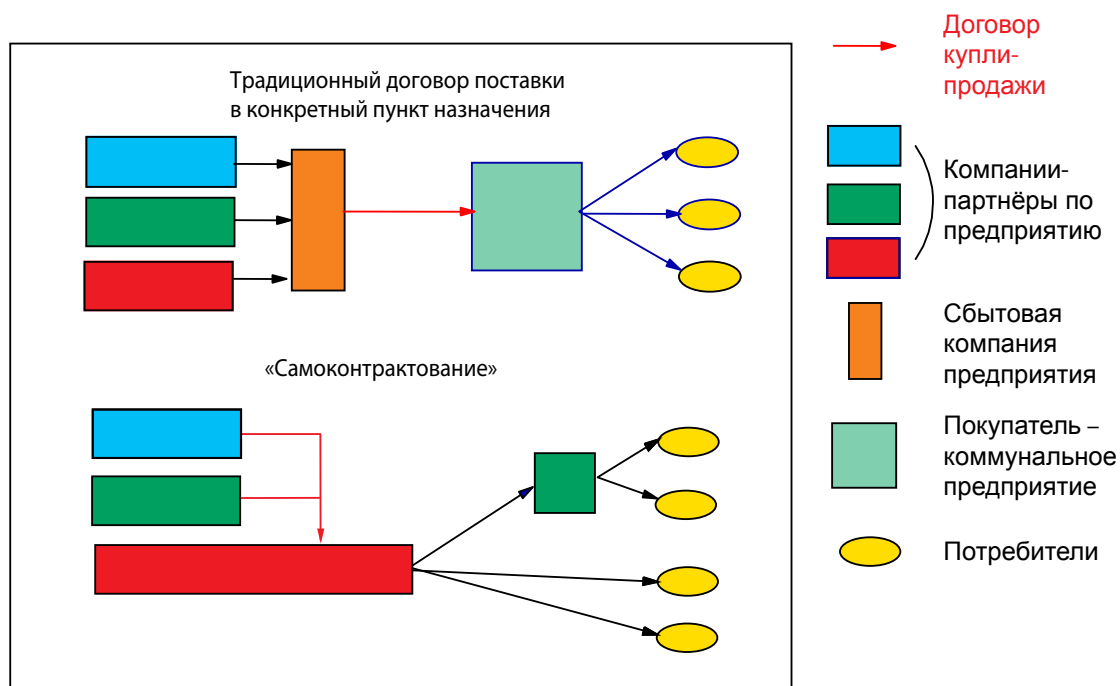 Традиционный договор поставки
в конкретный пункт назначения
«Самоконтрактование»
Договор
купли-
продажи
Компании-
партнёры по
предприятию
Сбытовая
компания
предприятия
Покупатель –
коммунальное
предприятие
Потребители